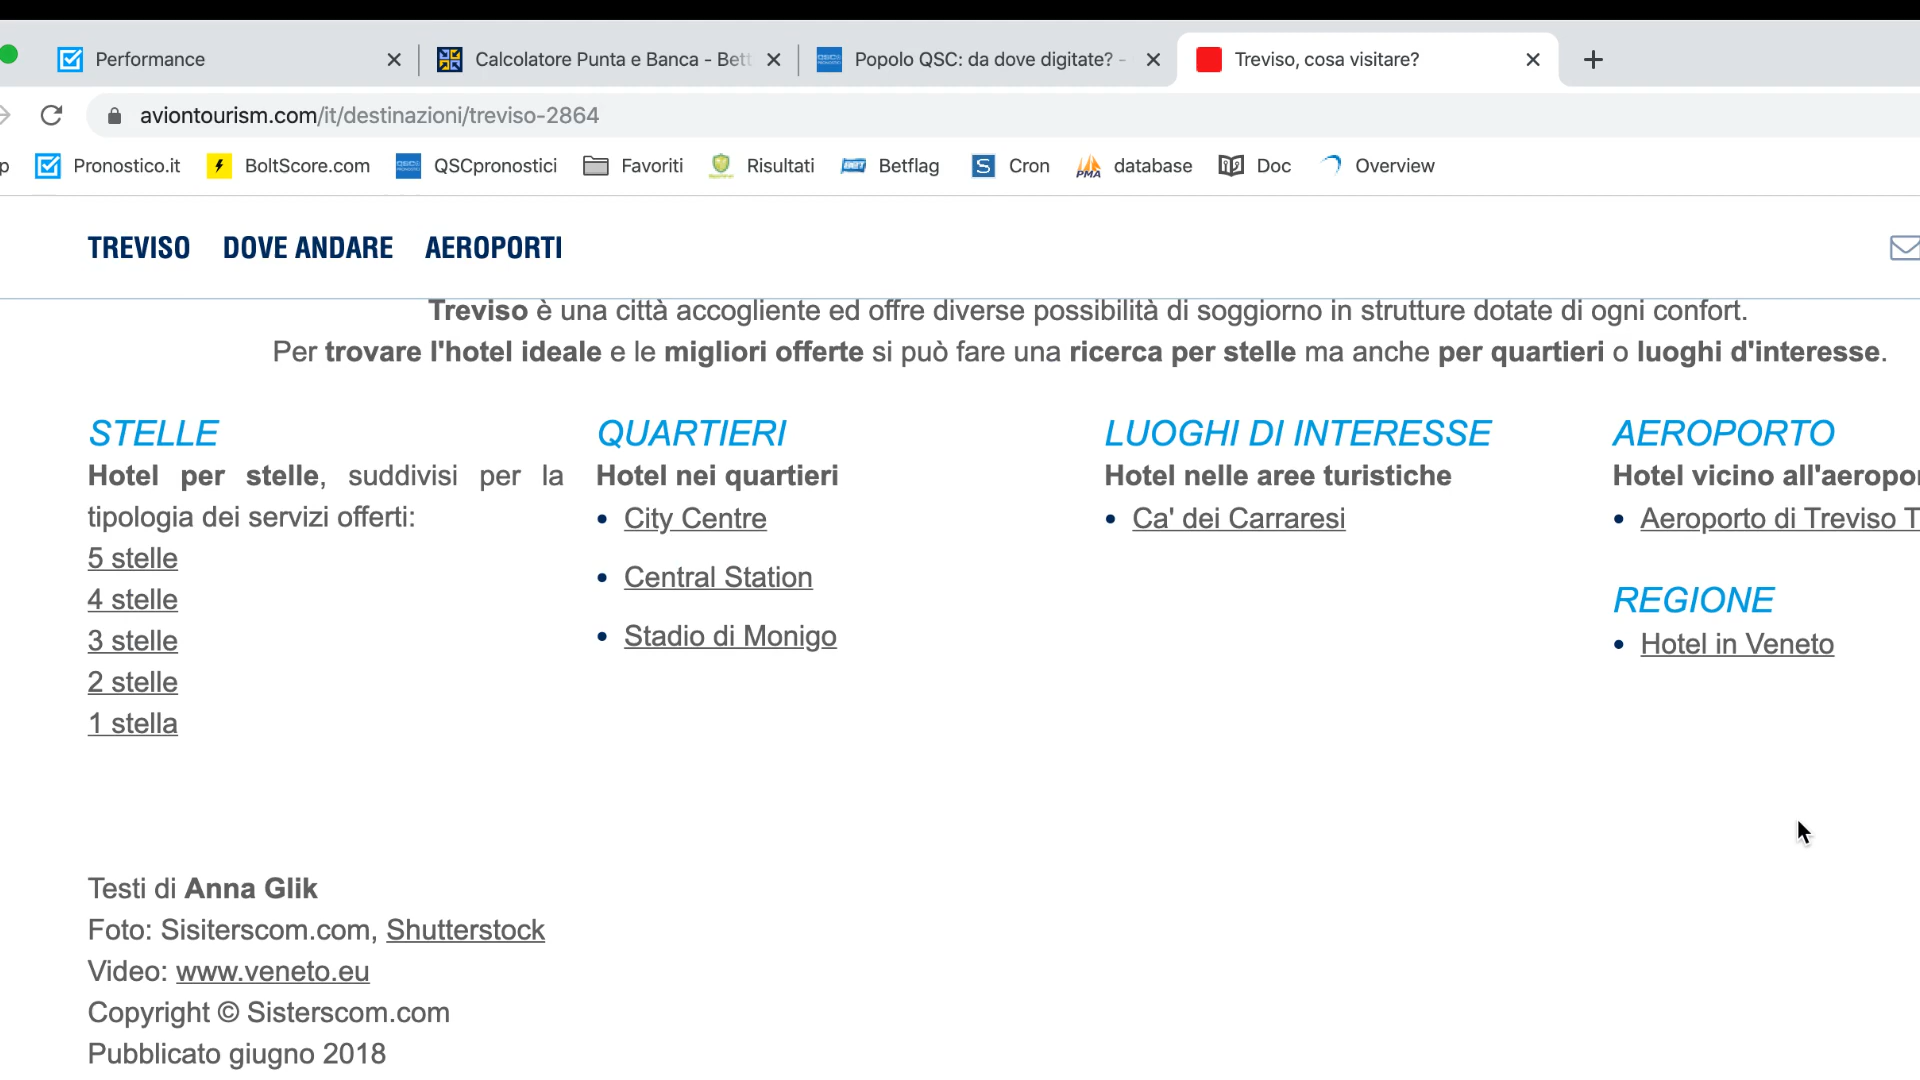 Performance
Calcolatore Punta e Banca - Bett
Popolo QSC: da dove digitate? -
Treviso, cosa visitare?
aviontourism.com/it/destinazioni/treviso-2864
p
Pronostico.it
BoltScore.com
QSCpronostici
Favoriti
Risultati
Betflag
Cron
database
Doc
Overview
TREVISO DOVE ANDARE AEROPORTI
Treviso è una città accogliente ed offre diverse possibilità di soggiorno in strutture dotate di ogni confort.
Per trovare l'hotel ideale e le migliori offerte si può fare una ricerca per stelle ma anche per quartieri o luoghi d'interesse.
STELLE
Hotel per stelle, suddivisi per la
tipologia dei servizi offerti:
5 stelle
4 stelle
3 stelle
2 stelle
1 stella
QUARTIERI
Hotel nei quartieri
• City Centre
• Central Station
• Stadio di Monigo
LUOGHI DI INTERESSE
Hotel nelle aree turistiche
• Ca' dei Carraresi
AEROPORTO
Hotel vicino all'aeropor
• Aeroporto di Treviso T
REGIONE
• Hotel in Veneto
Testi di Anna Glik
Foto: Sisiterscom.com, Shutterstock
Video: www.veneto.eu
Copyright © Sisterscom.com
Pubblicato giugno 2018